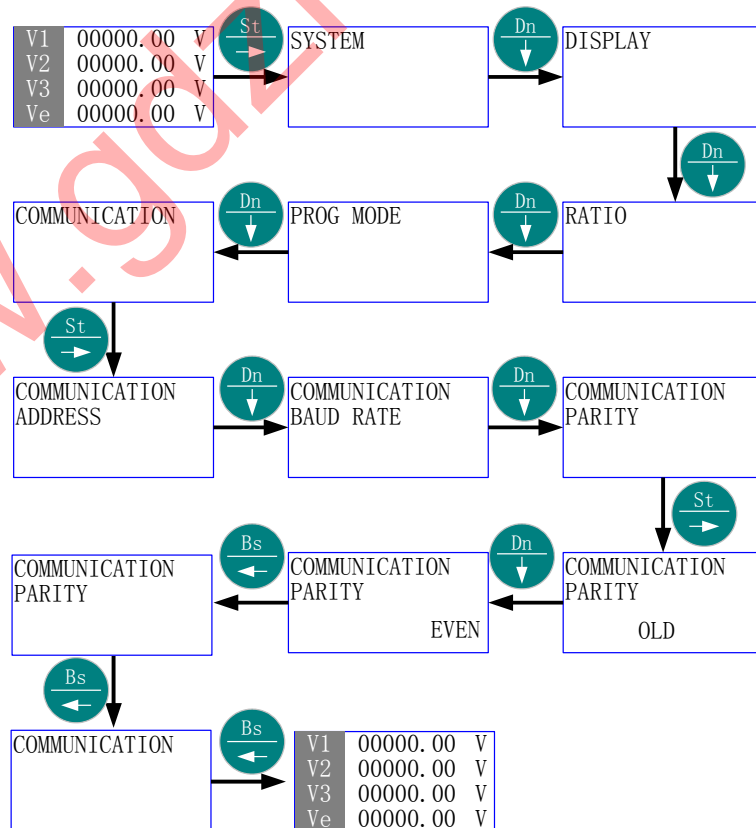 V1 00000.00 V
V2 00000.00 V
V3 00000.00 V
Ve 00000.00 V
St
SYSTEM
Dn
DISPLAY
Dn
RATIO
Dn
PROG MODE
Dn
COMMUNICATION
St
COMMUNICATION
ADDRESS
Dn
COMMUNICATION
BAUD RATE
Dn
COMMUNICATION
PARITY
St
COMMUNICATION
PARITY
OLD
Dn
COMMUNICATION
PARITY
EVEN
Bs
COMMUNICATION
PARITY
Bs
COMMUNICATION
Bs
V1 00000.00 V
V2 00000.00 V
V3 00000.00 V
Ve 00000.00 V